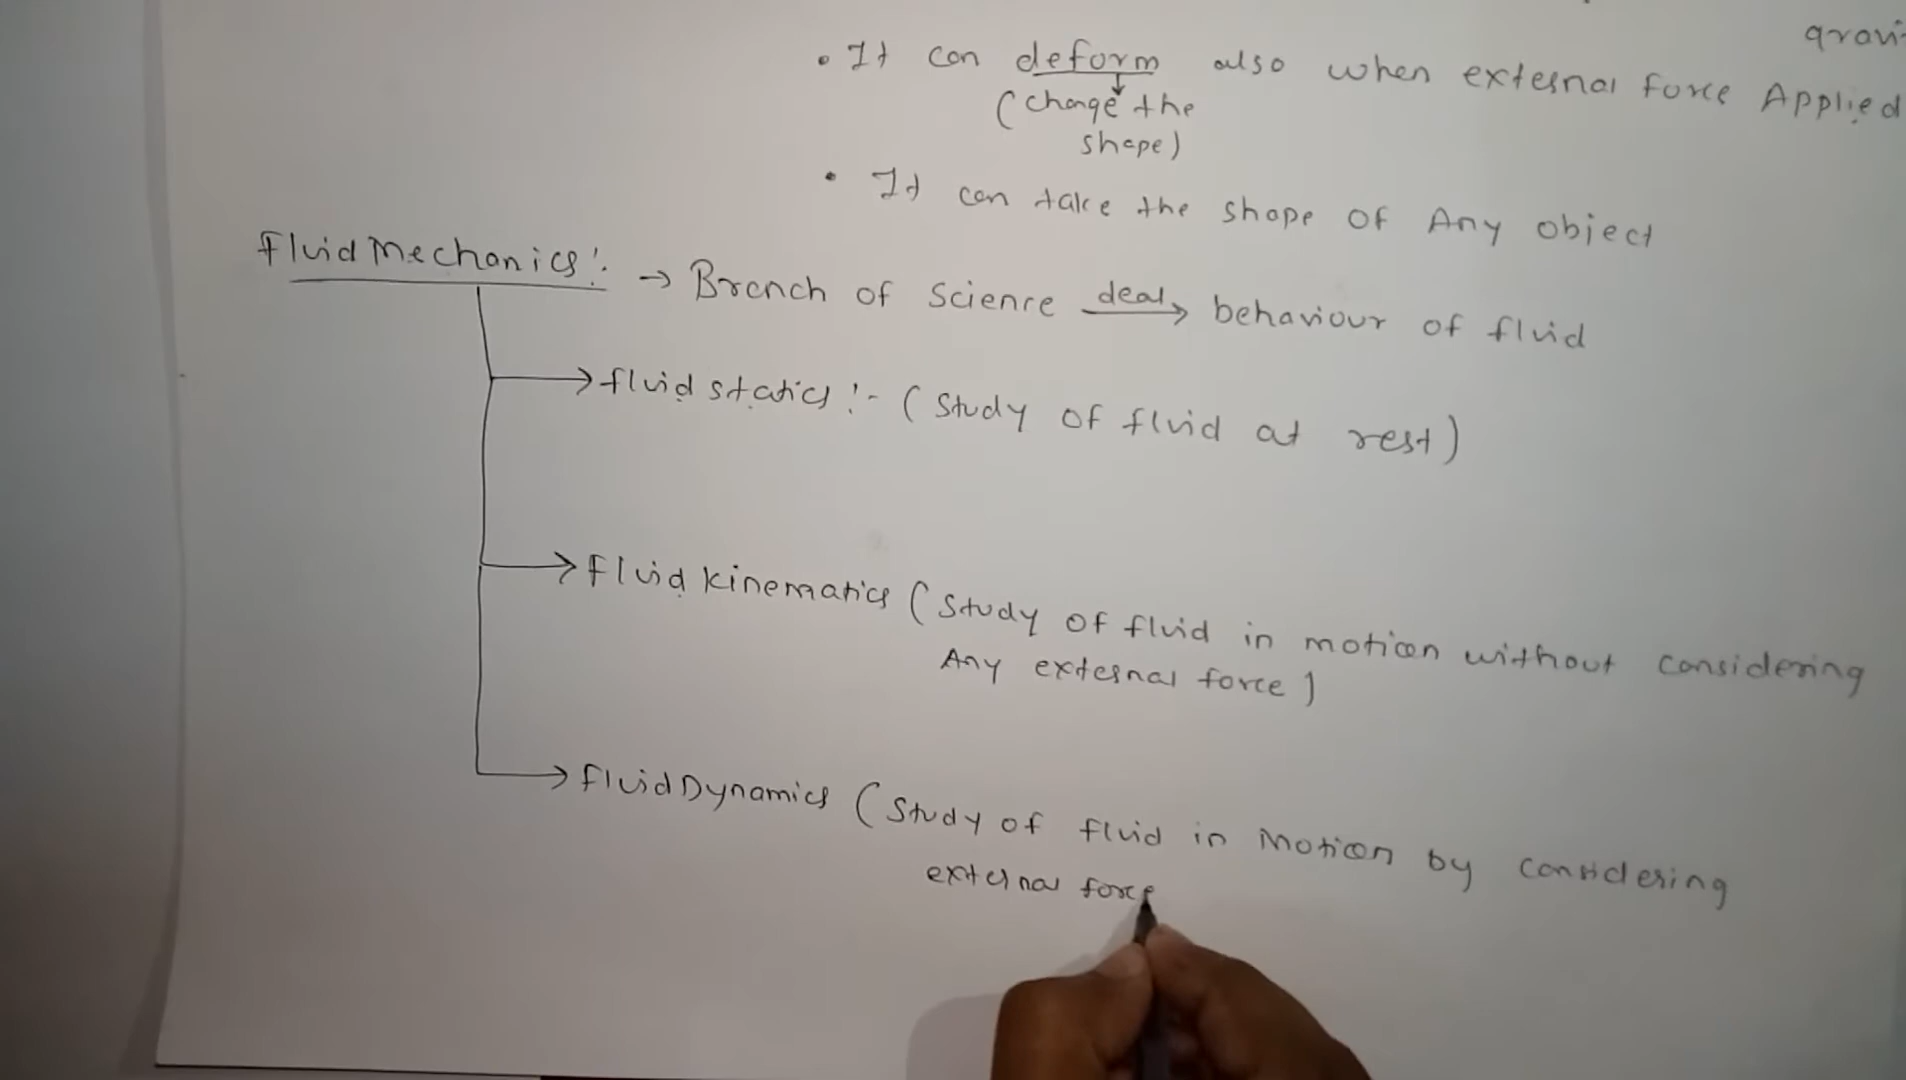 • It can deform also when external force Applied
(change the
shape)
• It can take the shape of Any object
Fluid Mechanics :- → Branch of Science deal → behaviour of fluid
→ fluid statics :- (Study of fluid at rest)
→ Fluid kinematics (Study of fluid in motion without considering
Any external force)
→ Fluid Dynamics (Study of fluid in Motion by considering
external force